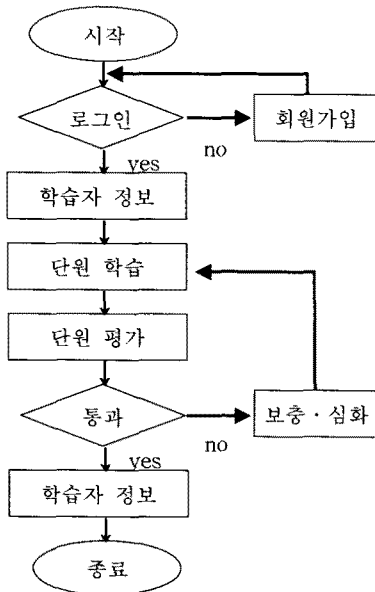 시작
로그인
회원가입
no
yes
학습자 정보
단원 학습
단원 평가
통과
보충·심화
no
yes
학습자 정보
종료